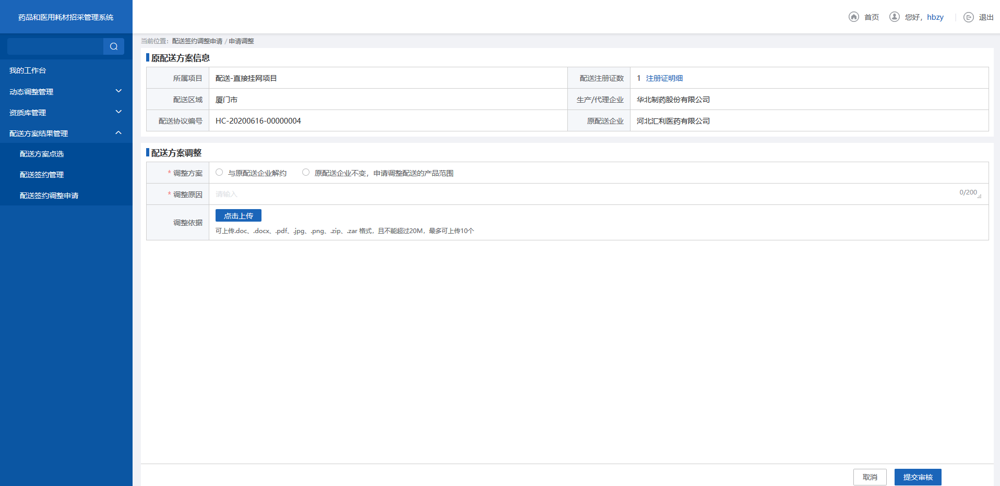 药品和医用耗材招采管理系统
首页 您好，hbzy 退出
当前位置：配送签约调整申请 / 申请调整
我的工作台
动态调整管理
资质库管理
配送方案结果管理
配送方案点选
配送签约管理
配送签约调整申请
原配送方案信息
所属项目 配送-直接挂网项目 配送注册证数 1 注册证明细
配送区域 厦门市 生产/代理企业 华北制药股份有限公司
配送协议编号 HC-20200616-00000004 原配送企业 河北汇利医药有限公司
配送方案调整
* 调整方案 与原配送企业解约 原配送企业不变，申请调整配送的产品范围
* 调整原因 请输入 0/200
调整依据 点击上传
可上传.doc、.docx、.pdf、.jpg、.png、.zip、.zar 格式，且不能超过20M，最多可上传10个
取消 提交审核